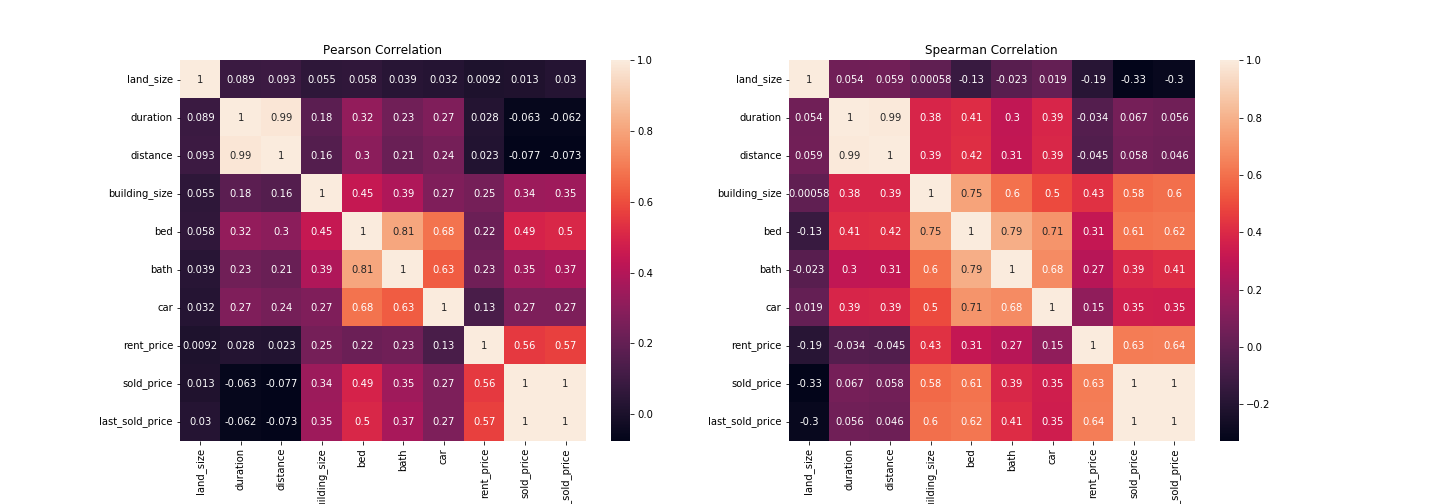 Pearson Correlation
land_size 1 0.089 0.093 0.055 0.058 0.039 0.032 0.0092 0.013 0.03
duration 0.089 1 0.99 0.18 0.32 0.23 0.27 0.028 -0.063 -0.062
distance 0.093 0.99 1 0.16 0.3 0.21 0.24 0.023 -0.077 -0.073
building_size 0.055 0.18 0.16 1 0.45 0.39 0.27 0.25 0.34 0.35
bed 0.058 0.32 0.3 0.45 1 0.81 0.68 0.22 0.49 0.5
bath 0.039 0.23 0.21 0.39 0.81 1 0.63 0.23 0.35 0.37
car 0.032 0.27 0.24 0.27 0.68 0.63 1 0.13 0.27 0.27
rent_price 0.0092 0.028 0.023 0.25 0.22 0.23 0.13 1 0.56 0.57
sold_price 0.013 -0.063 -0.077 0.34 0.49 0.35 0.27 0.56 1 1
last_sold_price 0.03 -0.062 -0.073 0.35 0.5 0.37 0.27 0.57 1 1
land_size duration distance uilding_size bed bath car rent_price sold_price _sold_price
1.0
0.8
0.6
0.4
0.2
0.0
Spearman Correlation
land_size 1 0.054 0.059 0.00058 -0.13 -0.023 0.019 -0.19 -0.33 -0.3
duration 0.054 1 0.99 0.38 0.41 0.3 0.39 -0.034 0.067 0.056
distance 0.059 0.99 1 0.39 0.42 0.31 0.39 -0.045 0.058 0.046
building_size 0.00058 0.38 0.39 1 0.75 0.6 0.5 0.43 0.58 0.6
bed -0.13 0.41 0.42 0.75 1 0.79 0.71 0.31 0.61 0.62
bath -0.023 0.3 0.31 0.6 0.79 1 0.68 0.27 0.39 0.41
car 0.019 0.39 0.39 0.5 0.71 0.68 1 0.15 0.35 0.35
rent_price -0.19 -0.034 -0.045 0.43 0.31 0.27 0.15 1 0.63 0.64
sold_price -0.33 0.067 0.058 0.58 0.61 0.39 0.35 0.63 1 1
last_sold_price -0.3 0.056 0.046 0.6 0.62 0.41 0.35 0.64 1 1
land_size duration distance uilding_size bed bath car rent_price sold_price _sold_price
1.0
0.8
0.6
0.4
0.2
0.0
−0.2